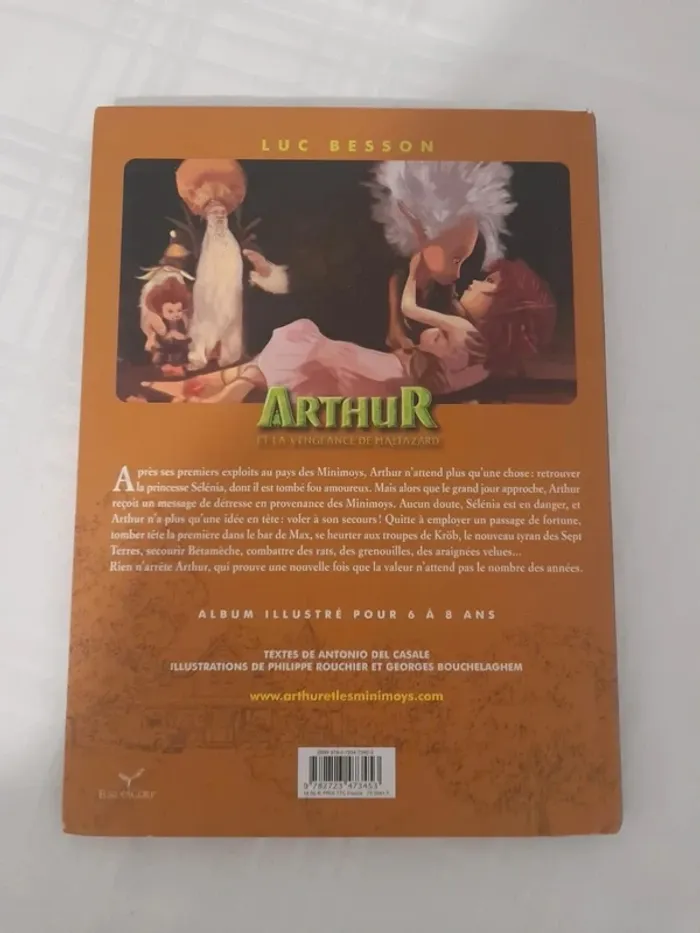 LUC BESSON
ARTHUR
ET LA VENGEANCE DE MALTAZARD
Après ses premiers exploits au pays des Minimoys, Arthur n'attend plus qu'une chose : retrouver
la princesse Sélénia, dont il est tombé fou amoureux. Mais alors que le grand jour approche, Arthur
reçoit un message de détresse en provenance des Minimoys. Aucun doute, Sélénia est en danger, et
Arthur n'a plus qu'une idée en tête : voler à son secours ! Quitte à employer un passage de fortune,
tomber tête la première dans le bar de Max, se heurter aux troupes de Kröb, le nouveau tyran des Sept
Terres, secourir Bétamèche, combattre des rats, des grenouilles, des araignées velues...
Rien n'arrête Arthur, qui prouve une nouvelle fois que la valeur n'attend pas le nombre des années.
ALBUM ILLUSTRÉ POUR 6 À 8 ANS
TEXTES DE ANTONIO DEL CASALE
ILLUSTRATIONS DE PHILIPPE ROUCHIER ET GEORGES BOUCHELAGHEM
www.arthuretlesminimoys.com
9 782723 473453